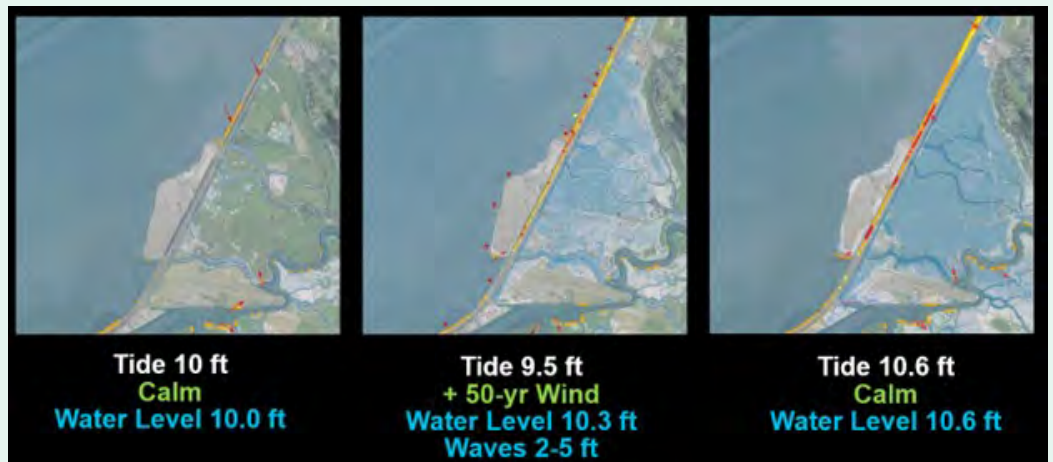 Tide 10 ft
Calm
Water Level 10.0 ft
Tide 9.5 ft
+ 50-yr Wind
Water Level 10.3 ft
Waves 2-5 ft
Tide 10.6 ft
Calm
Water Level 10.6 ft